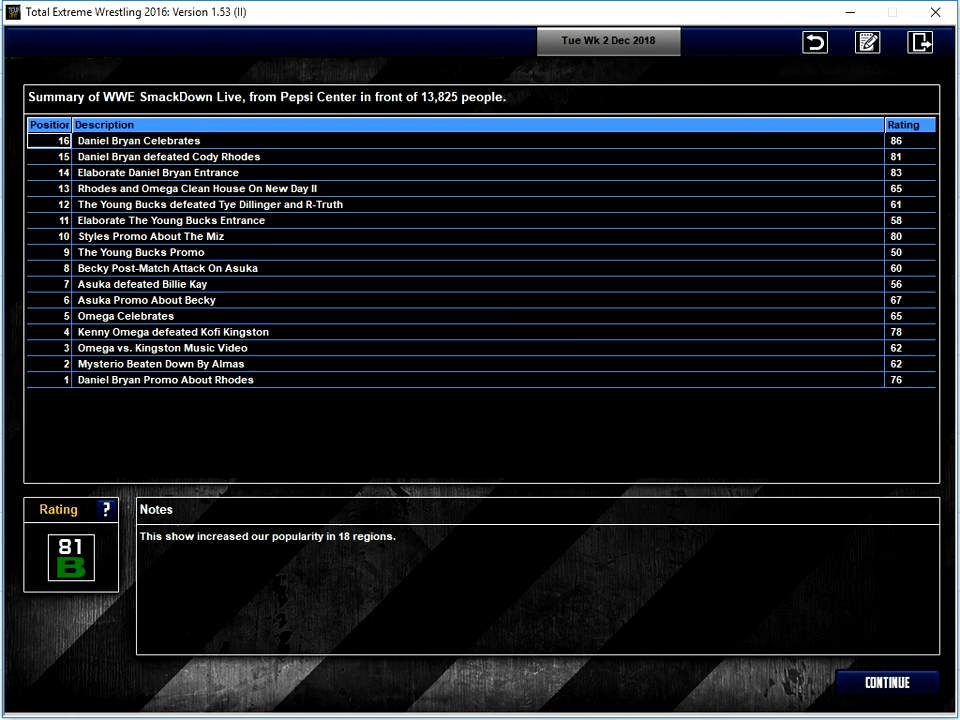 Total Extreme Wrestling 2016: Version 1.53 (II)
Tue Wk 2 Dec 2018
Summary of WWE SmackDown Live, from Pepsi Center in front of 13,825 people.
Position Description Rating
16 Daniel Bryan Celebrates 86
15 Daniel Bryan defeated Cody Rhodes 81
14 Elaborate Daniel Bryan Entrance 83
13 Rhodes and Omega Clean House On New Day II 65
12 The Young Bucks defeated Tye Dillinger and R-Truth 61
11 Elaborate The Young Bucks Entrance 58
10 Styles Promo About The Miz 80
9 The Young Bucks Promo 50
8 Becky Post-Match Attack On Asuka 60
7 Asuka defeated Billie Kay 56
6 Asuka Promo About Becky 67
5 Omega Celebrates 65
4 Kenny Omega defeated Kofi Kingston 78
3 Omega vs. Kingston Music Video 62
2 Mysterio Beaten Down By Almas 62
1 Daniel Bryan Promo About Rhodes 76
Rating ? Notes
This show increased our popularity in 18 regions.
81
B
CONTINUE